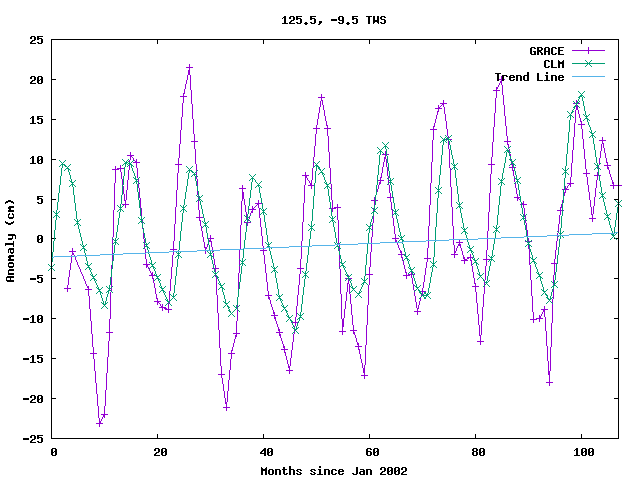 125.5, -9.5 TWS
GRACE
CLM
Trend Line
Anomaly (cm)
25
20
15
10
5
0
-5
-10
-15
-20
-25
0 20 40 60 80 100
Months since Jan 2002